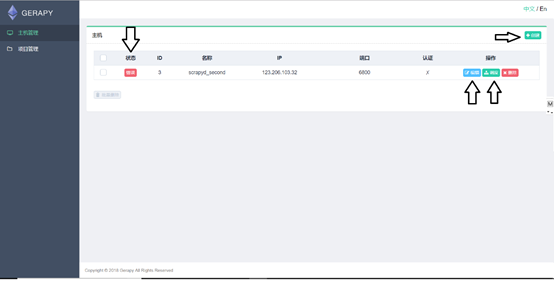 GERAPY
中文 / En
主机管理
项目管理
主机
+ 创建
状态 ID 名称 IP 端口 认证 操作
错误 3 scrapyd_second 123.206.103.32 6800 X 编辑 调度 删除
批量删除
Copyright © 2018 Gerapy All Rights Reserved